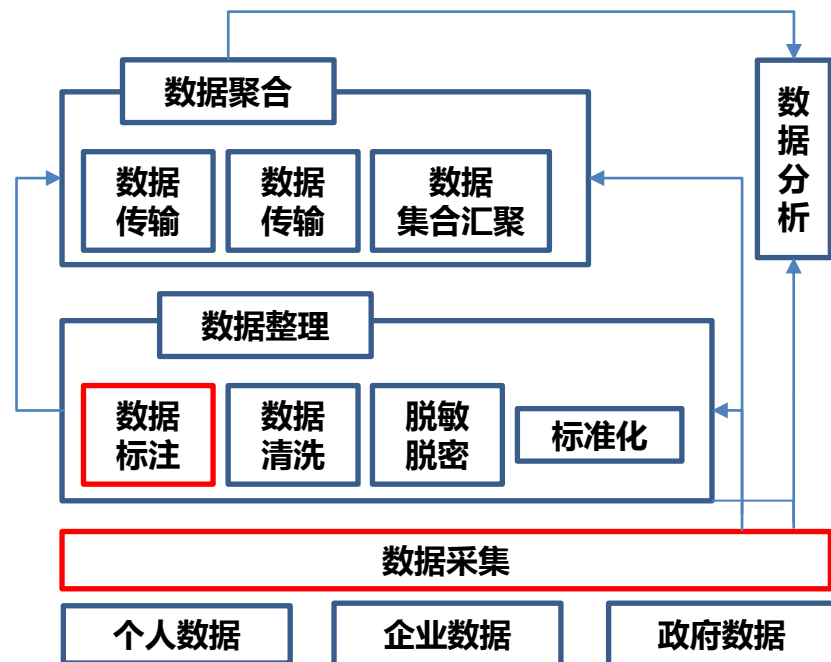 数据聚合
数
据
分
析
数据
传输
数据
传输
数据
集合汇聚
数据整理
数据
标注
数据
清洗
脱敏
脱密
标准化
数据采集
个人数据
企业数据
政府数据